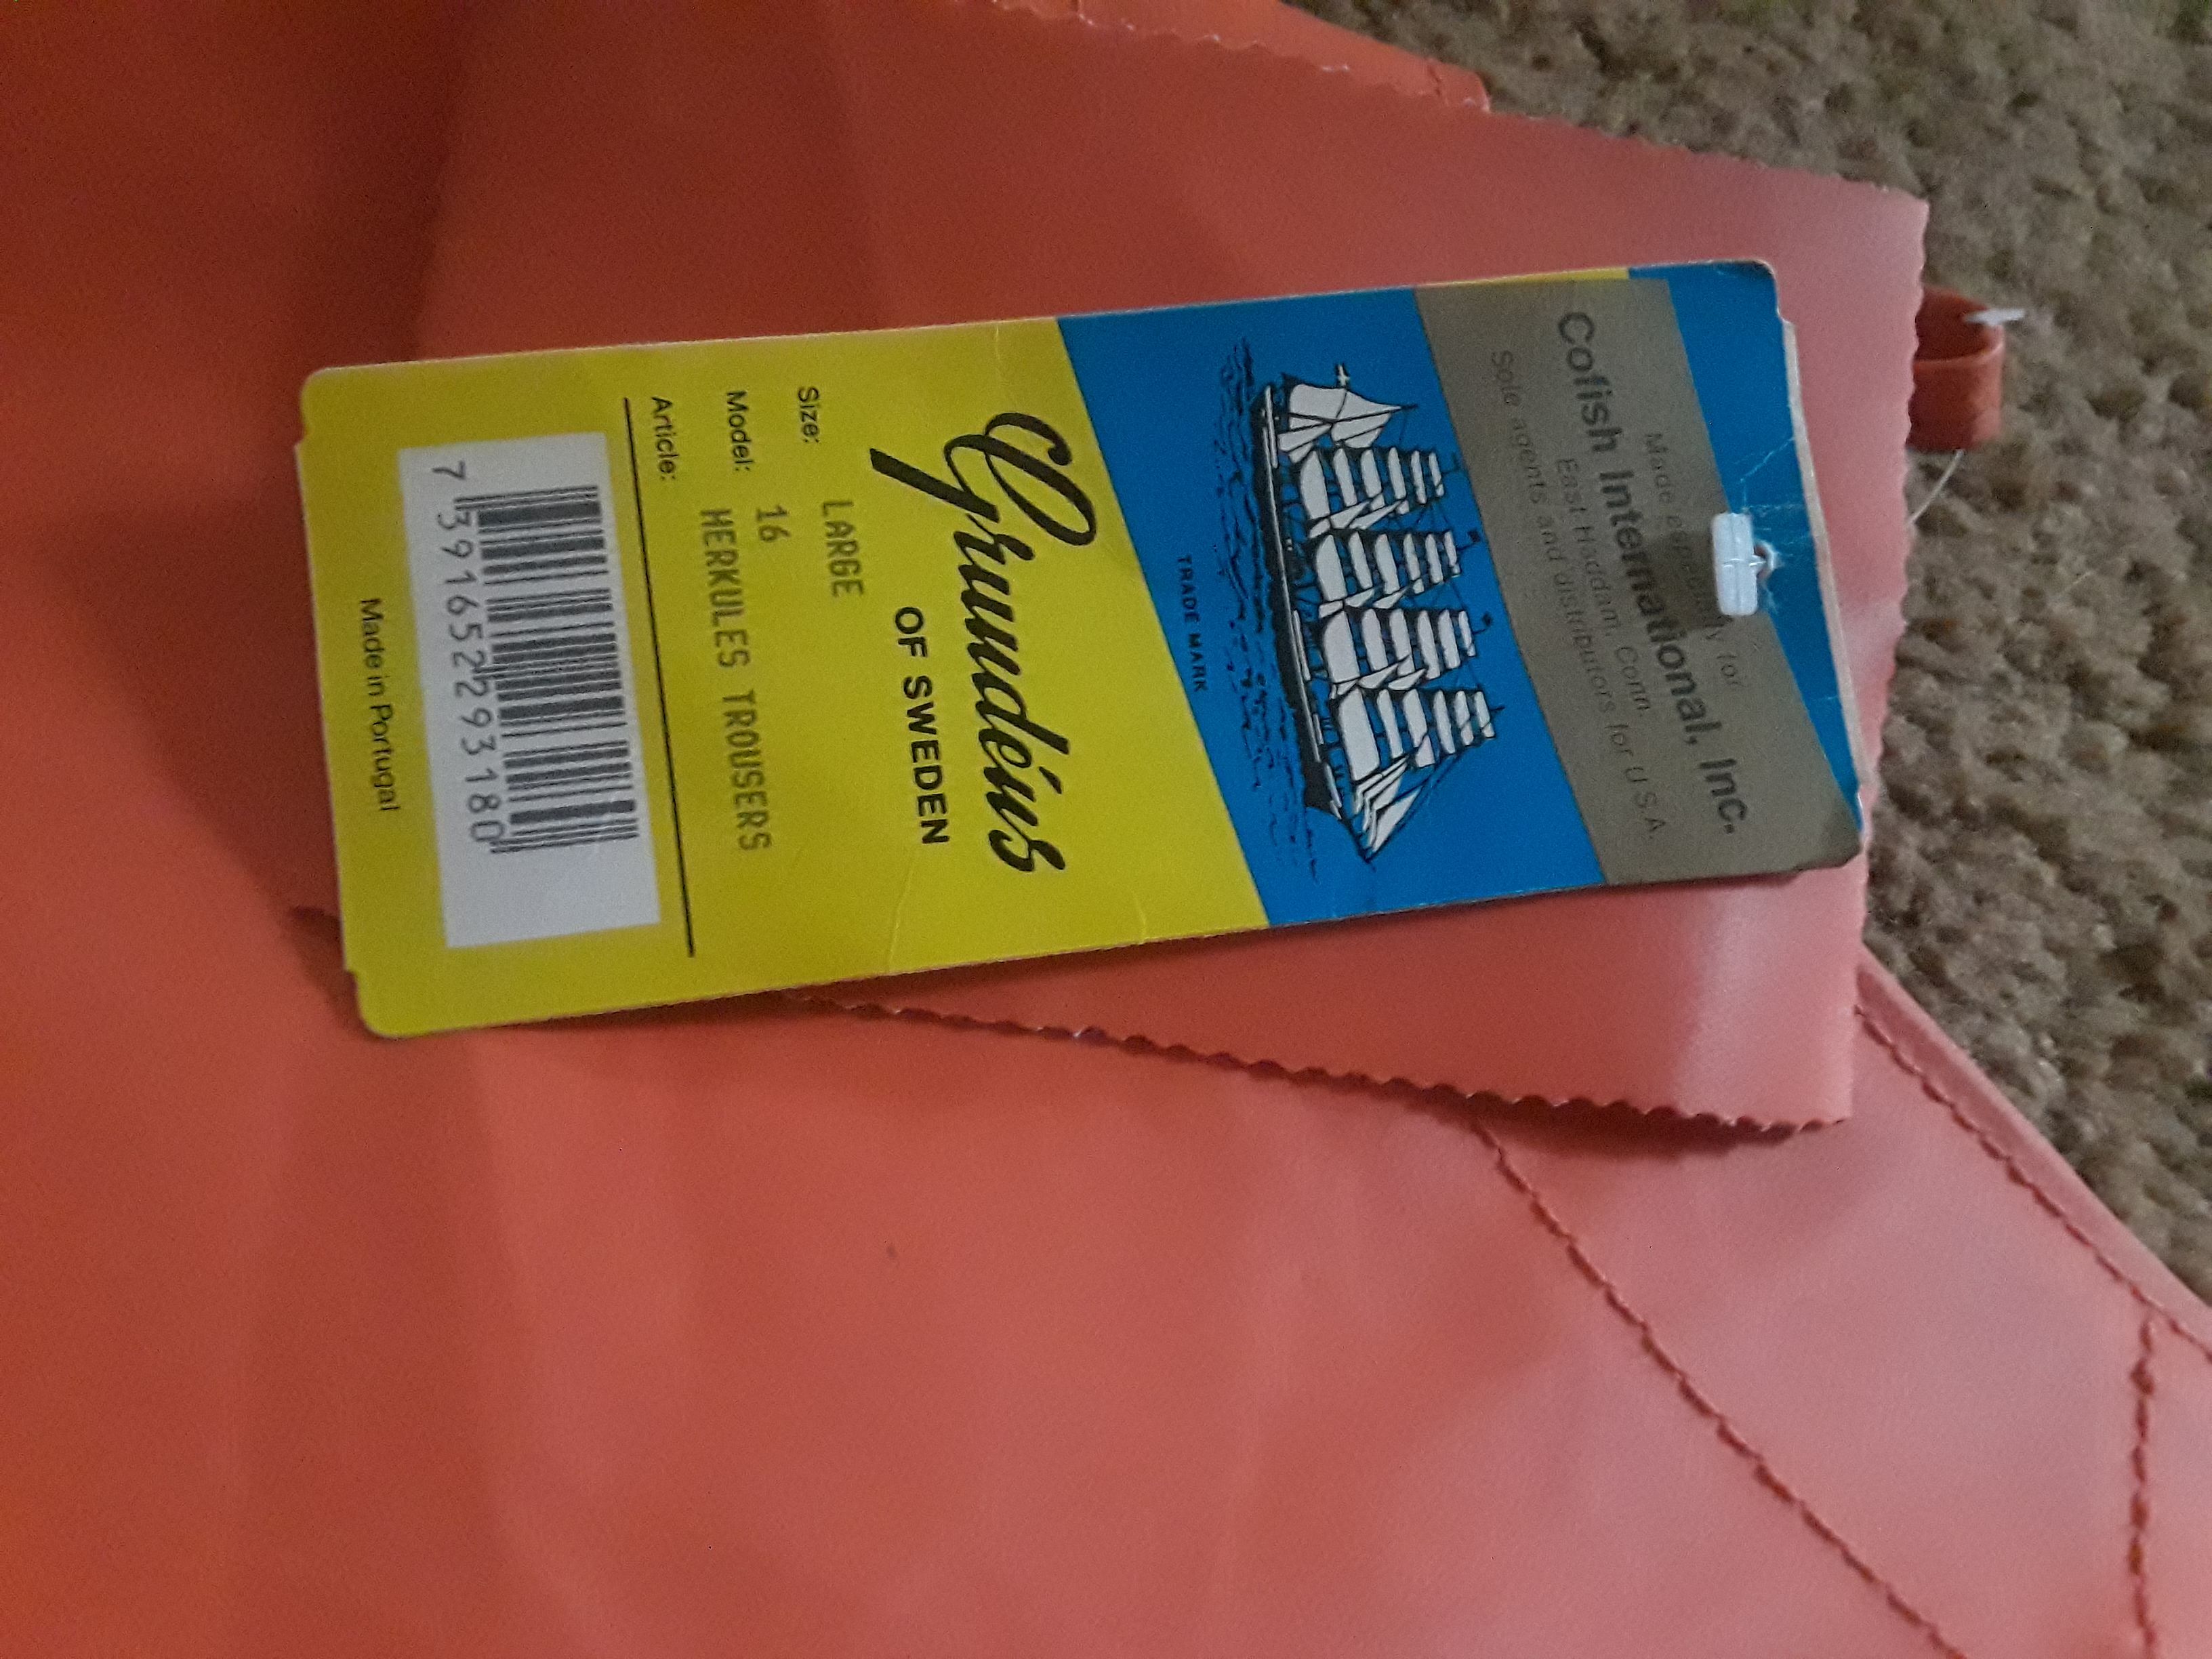 Made especially for
Cofish International, Inc.
East Haddam, Conn.
Sole agents and distributors for U.S.A.
TRADE MARK
Grundéns
OF SWEDEN
Size: LARGE
Model: 16
Article: HERKULES TROUSERS
7 391652 293180
Made in Portugal